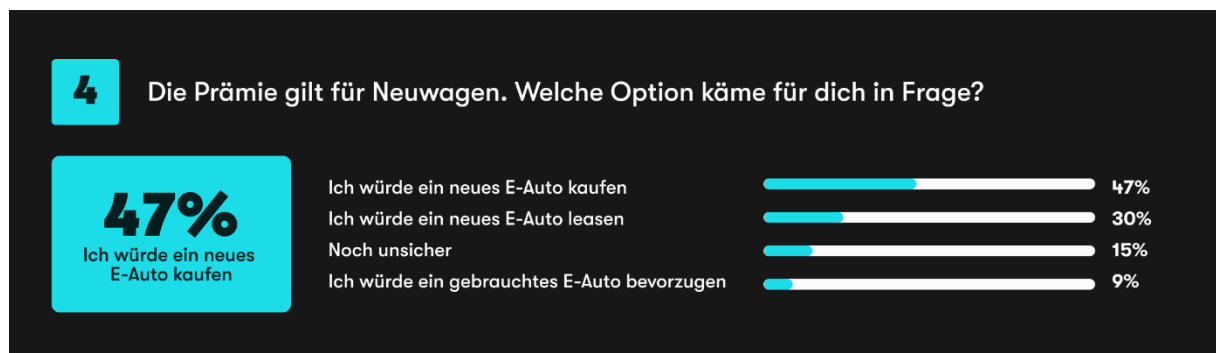 4
Die Prämie gilt für Neuwagen. Welche Option käme für dich in Frage?
47%
Ich würde ein neues
E-Auto kaufen
Ich würde ein neues E-Auto kaufen 47%
Ich würde ein neues E-Auto leasen 30%
Noch unsicher 15%
Ich würde ein gebrauchtes E-Auto bevorzugen 9%